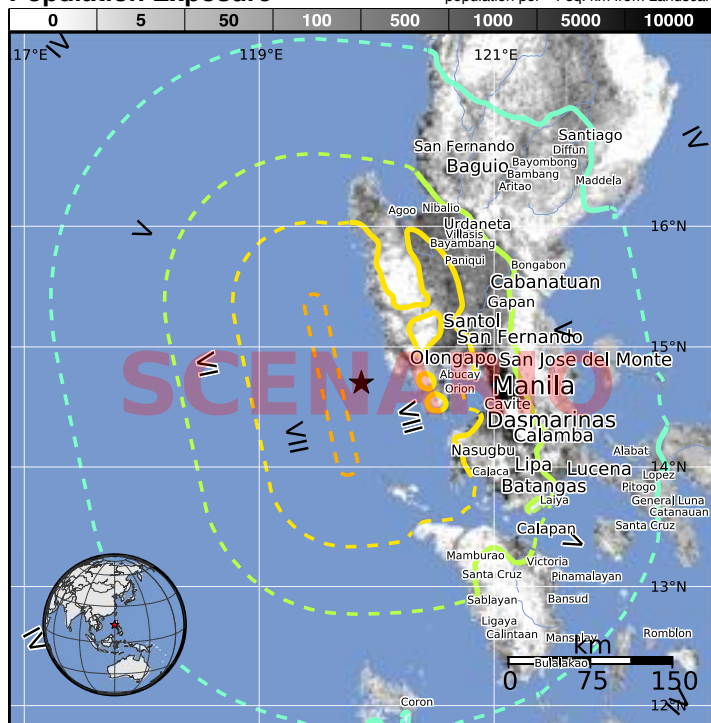 Population Exposure
population per ~1 sq. km from Landscan
0 5 50 100 500 1000 5000 10000
117°E 119°E 121°E
IV
IV
Santiago
San Fernando
Diffun
Baguio
Bayombong
Bambang
Maddela
Aritao
Agoo
Nibalio
V
Urdaneta
16°N
Villasis
Bayambang
Paniqui
Bongabon
Cabanatuan
Gapan
Santol
V
San Fernando
15°N
Olongapo
San Jose del Monte
VII
SCENARIO
Abucay
Manila
Orion
Cavite
VIII
VII
Dasmarinas
Calamba
Nasugbu
Alabat
Lipa
Lucena
14°N
Calaca
Lopez
Batangas
Pitogo
Laiya
General Luna
Catanauan
Calapan
Santa Cruz
V
Mamburao
Victoria
Santa Cruz
Pinamalayan
13°N
Sablayan
Bansud
Ligaya
Calintaan
Mansalay
Romblon
IV
km
Bulalakao
0 75 150
Coron
12°N
IV